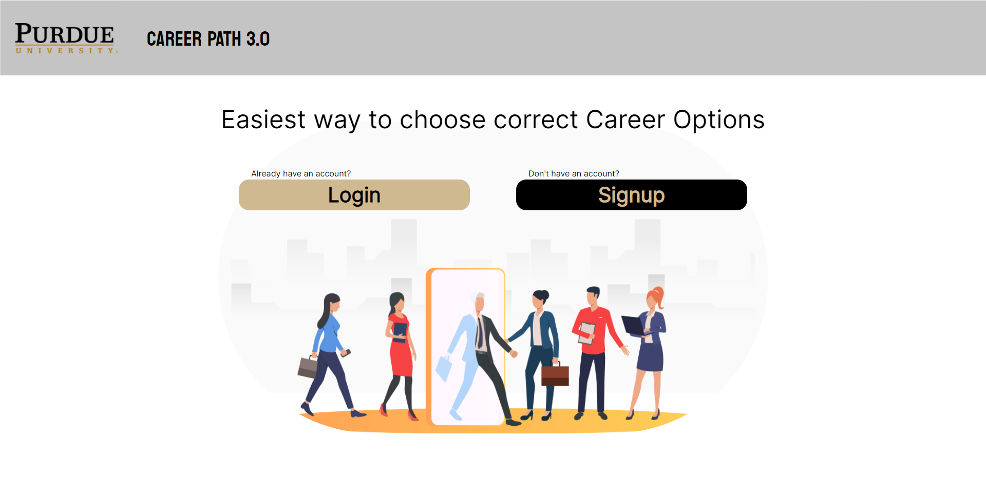 PURDUE
UNIVERSITY
CAREER PATH 3.0
Easiest way to choose correct Career Options
Already have an account?
Login
Don't have an account?
Signup